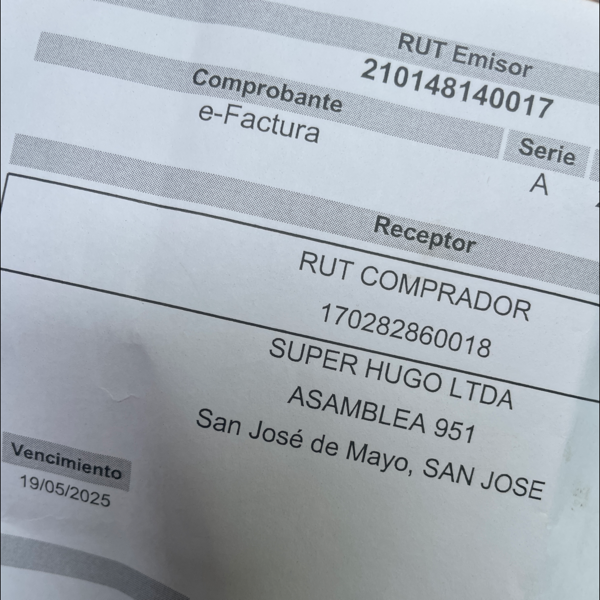 RUT Emisor
210148140017
Comprobante
e-Factura
Serie
A
Receptor
RUT COMPRADOR
170282860018
SUPER HUGO LTDA
ASAMBLEA 951
San José de Mayo, SAN JOSE
Vencimiento
19/05/2025